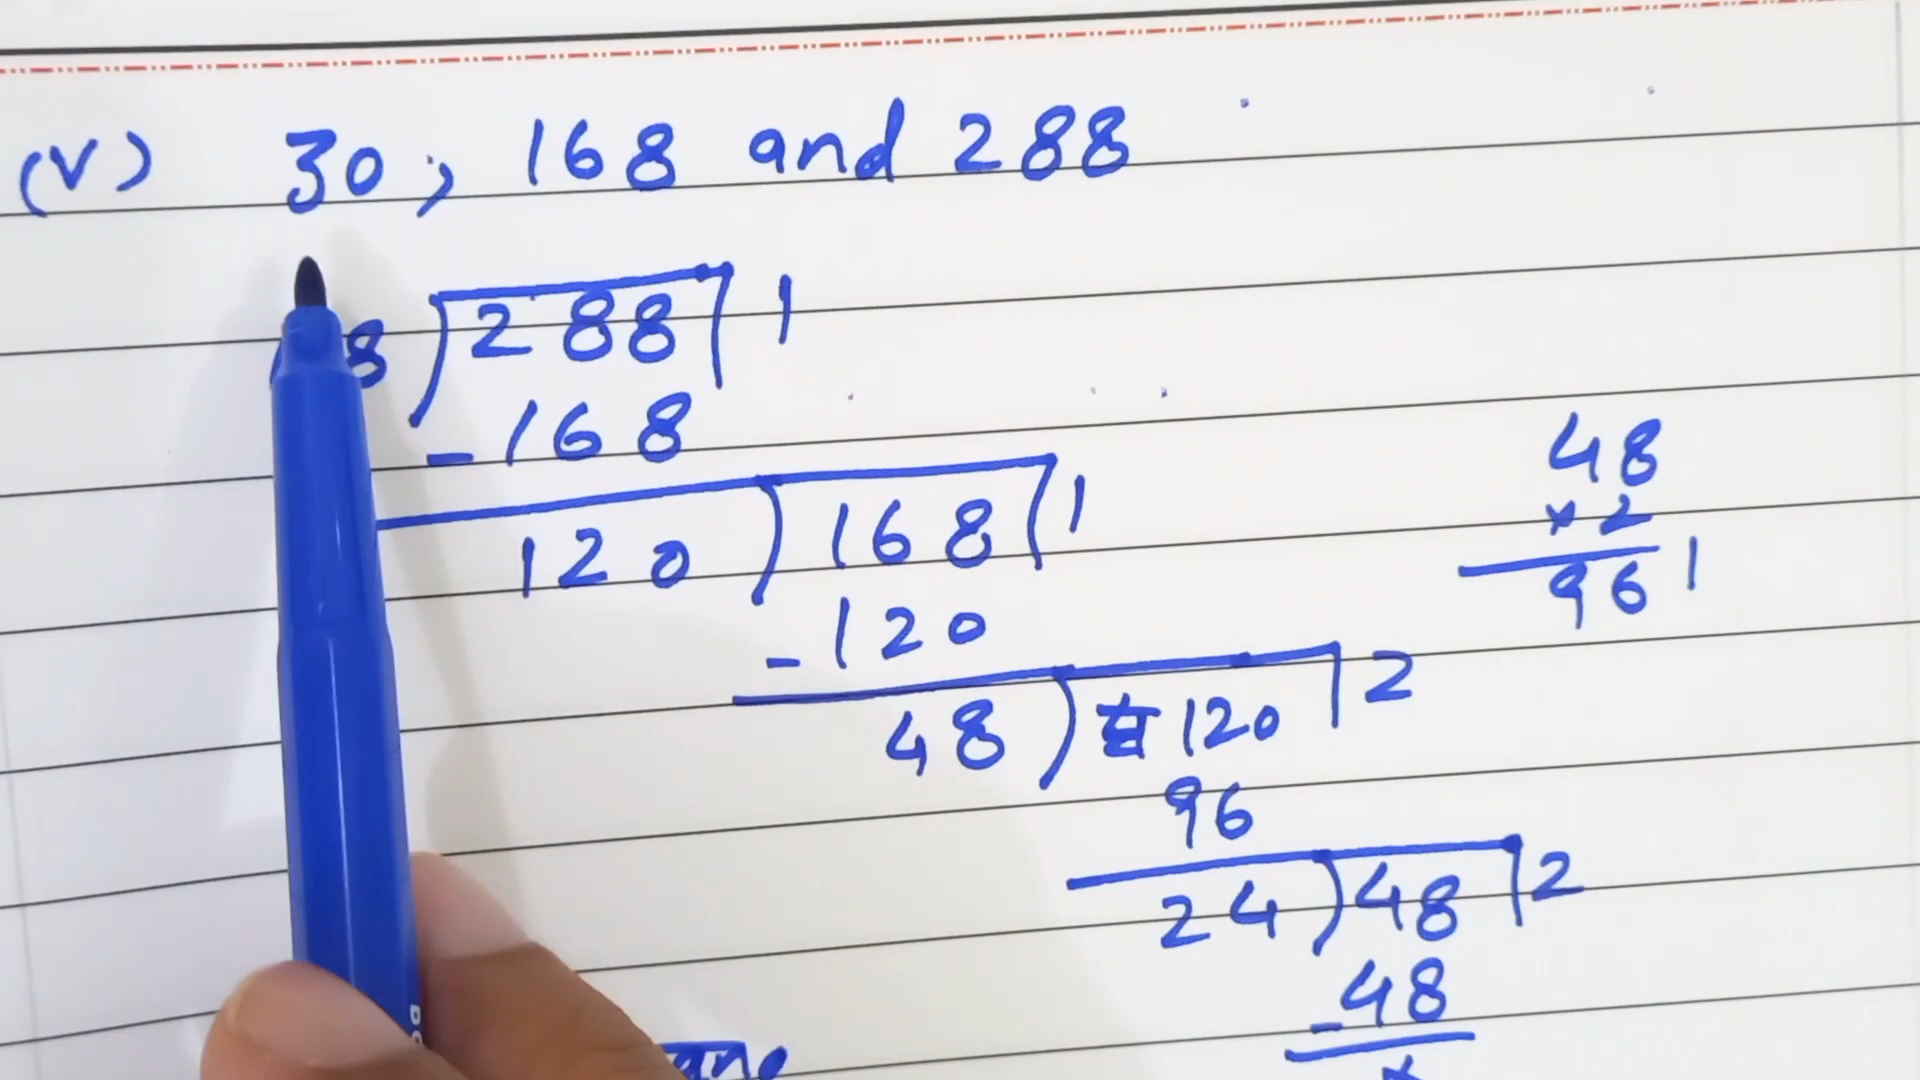 (V) 30, 168 and 288
8 ) 288 | 1
- 168
120 ) 168 | 1
48
× 2
96 1
- 120
48 ) 120 | 2
96
24 ) 48 | 2
- 48
×